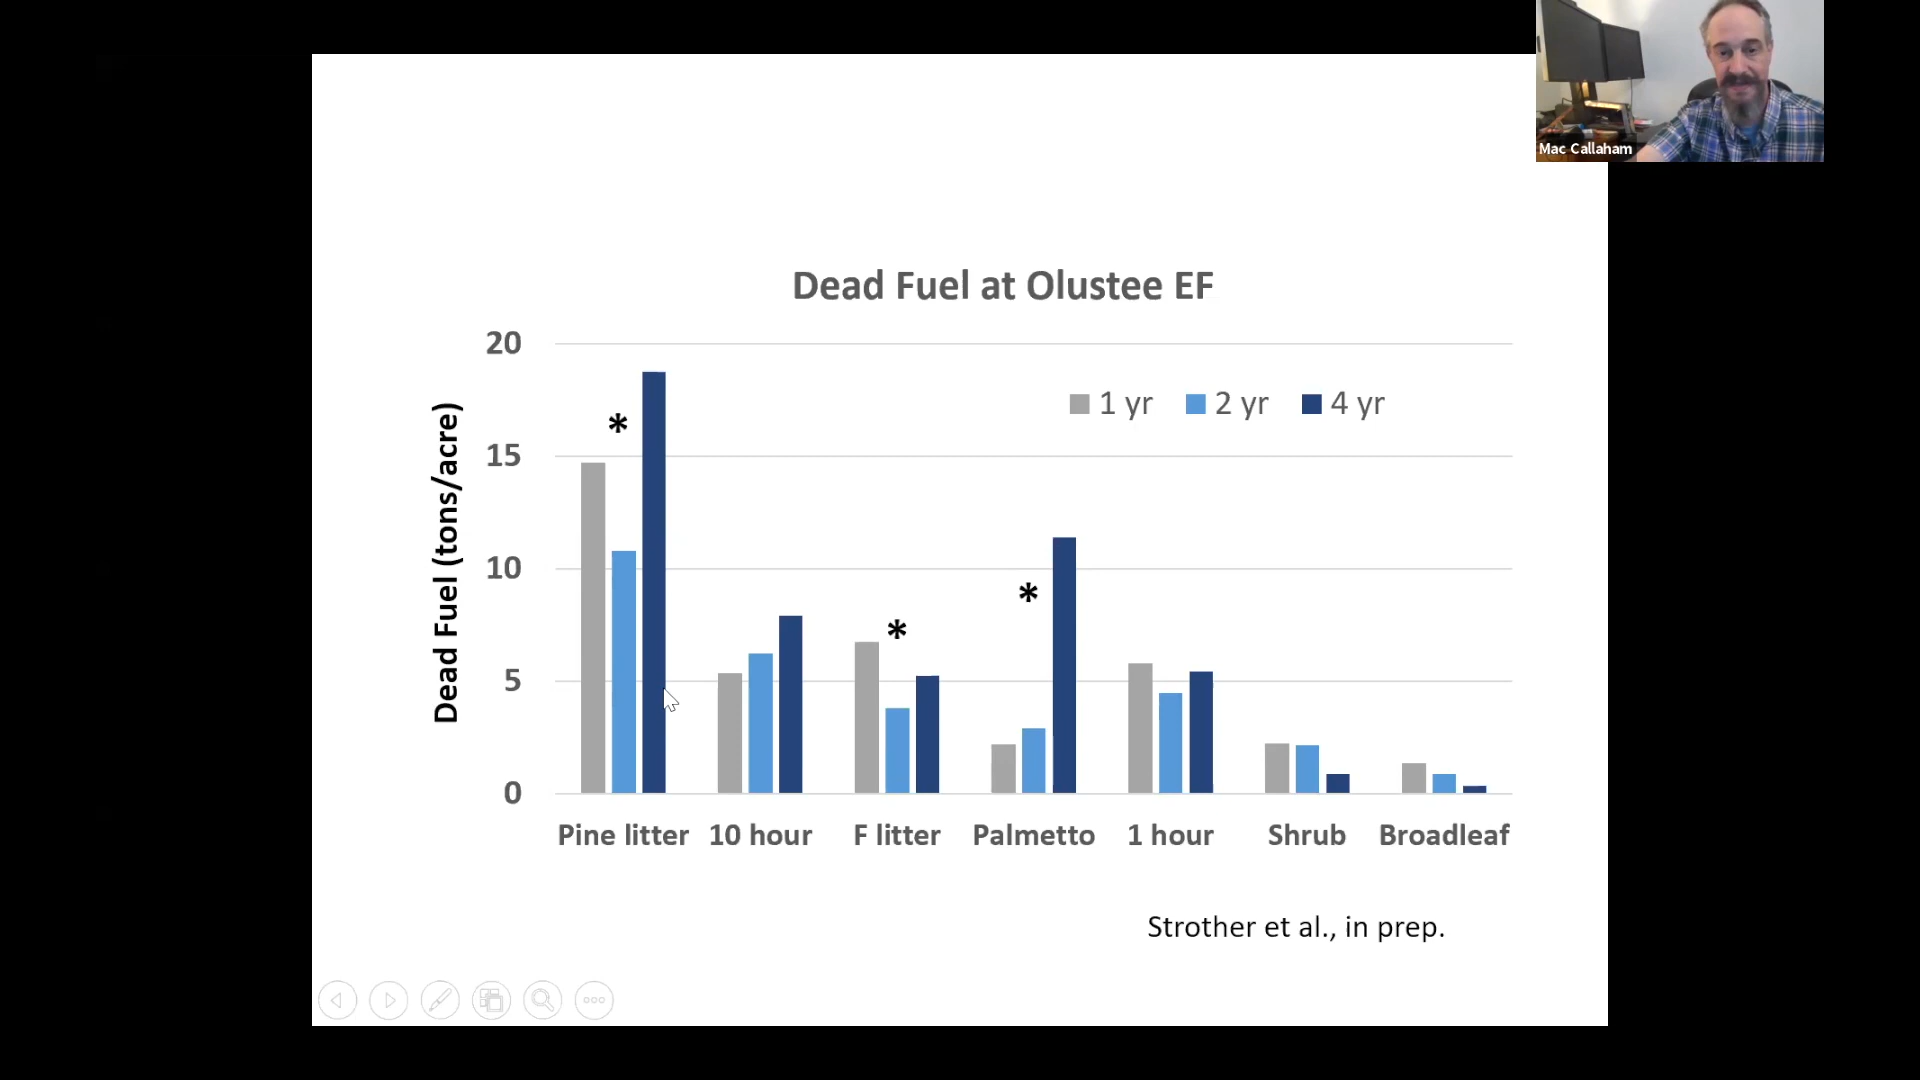 Mac Callaham
Dead Fuel at Olustee EF
Dead Fuel (tons/acre)
20
15
10
5
0
1 yr
2 yr
4 yr
*
*
*
Pine litter
10 hour
F litter
Palmetto
1 hour
Shrub
Broadleaf
Strother et al., in prep.